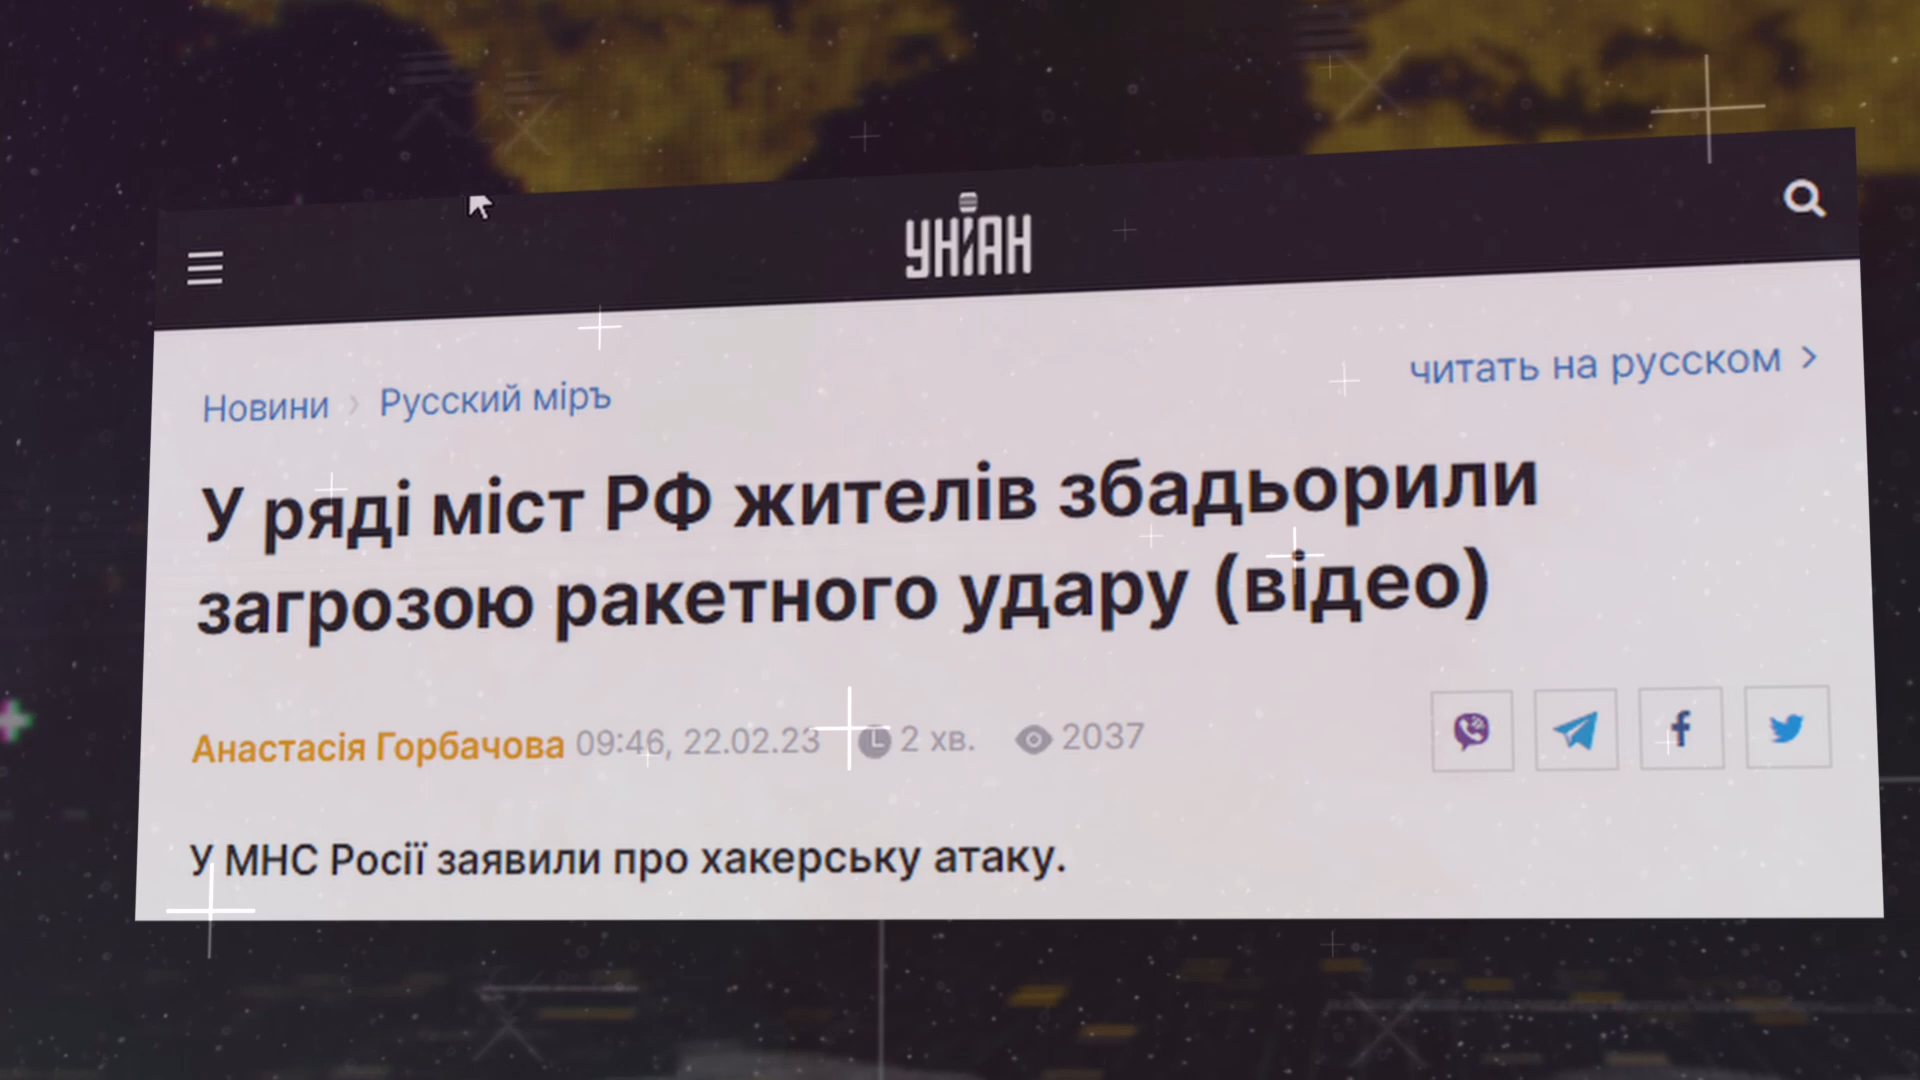 УНІАН
Новини > Русский міръ
читать на русском >
У ряді міст РФ жителів збадьорили
загрозою ракетного удару (відео)
Анастасія Горбачова 09:46, 22.02.23 2 хв. 2037
У МНС Росії заявили про хакерську атаку.